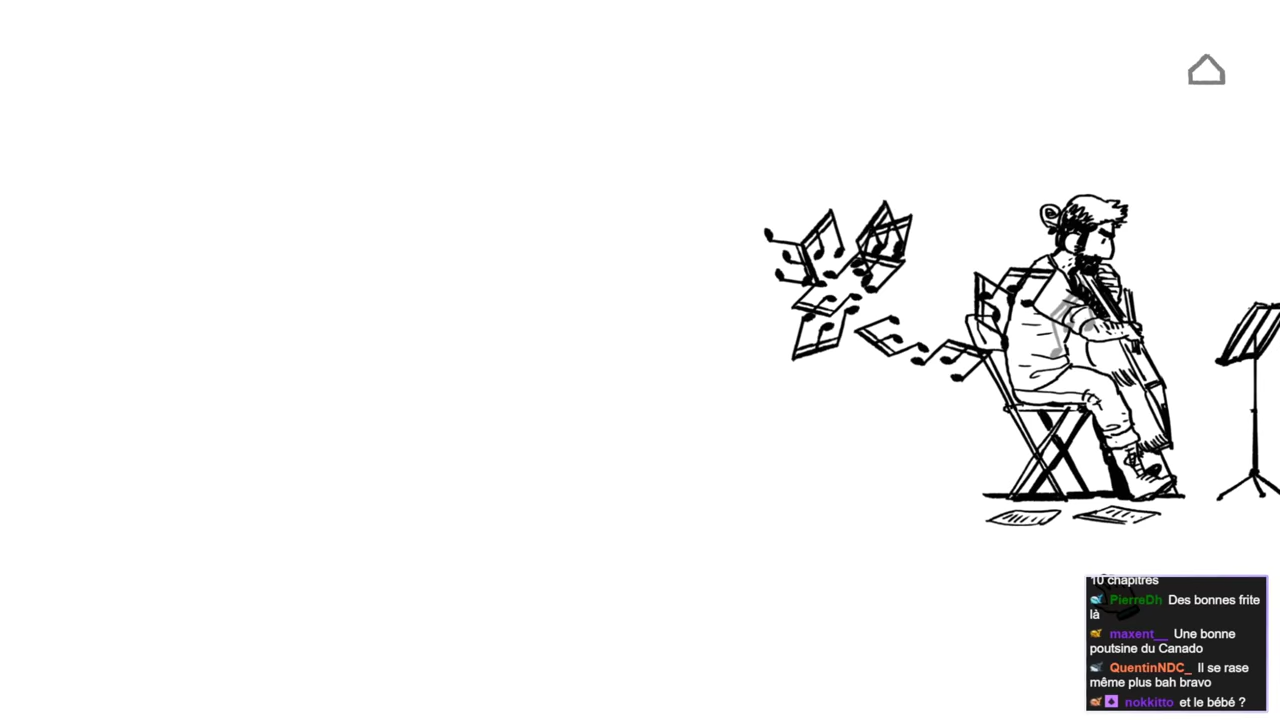 10 chapitres
PierreDh Des bonnes frite
là
maxent__ Une bonne
poutsine du Canado
QuentinNDC_ Il se rase
même plus bah bravo
nokkitto et le bébé ?